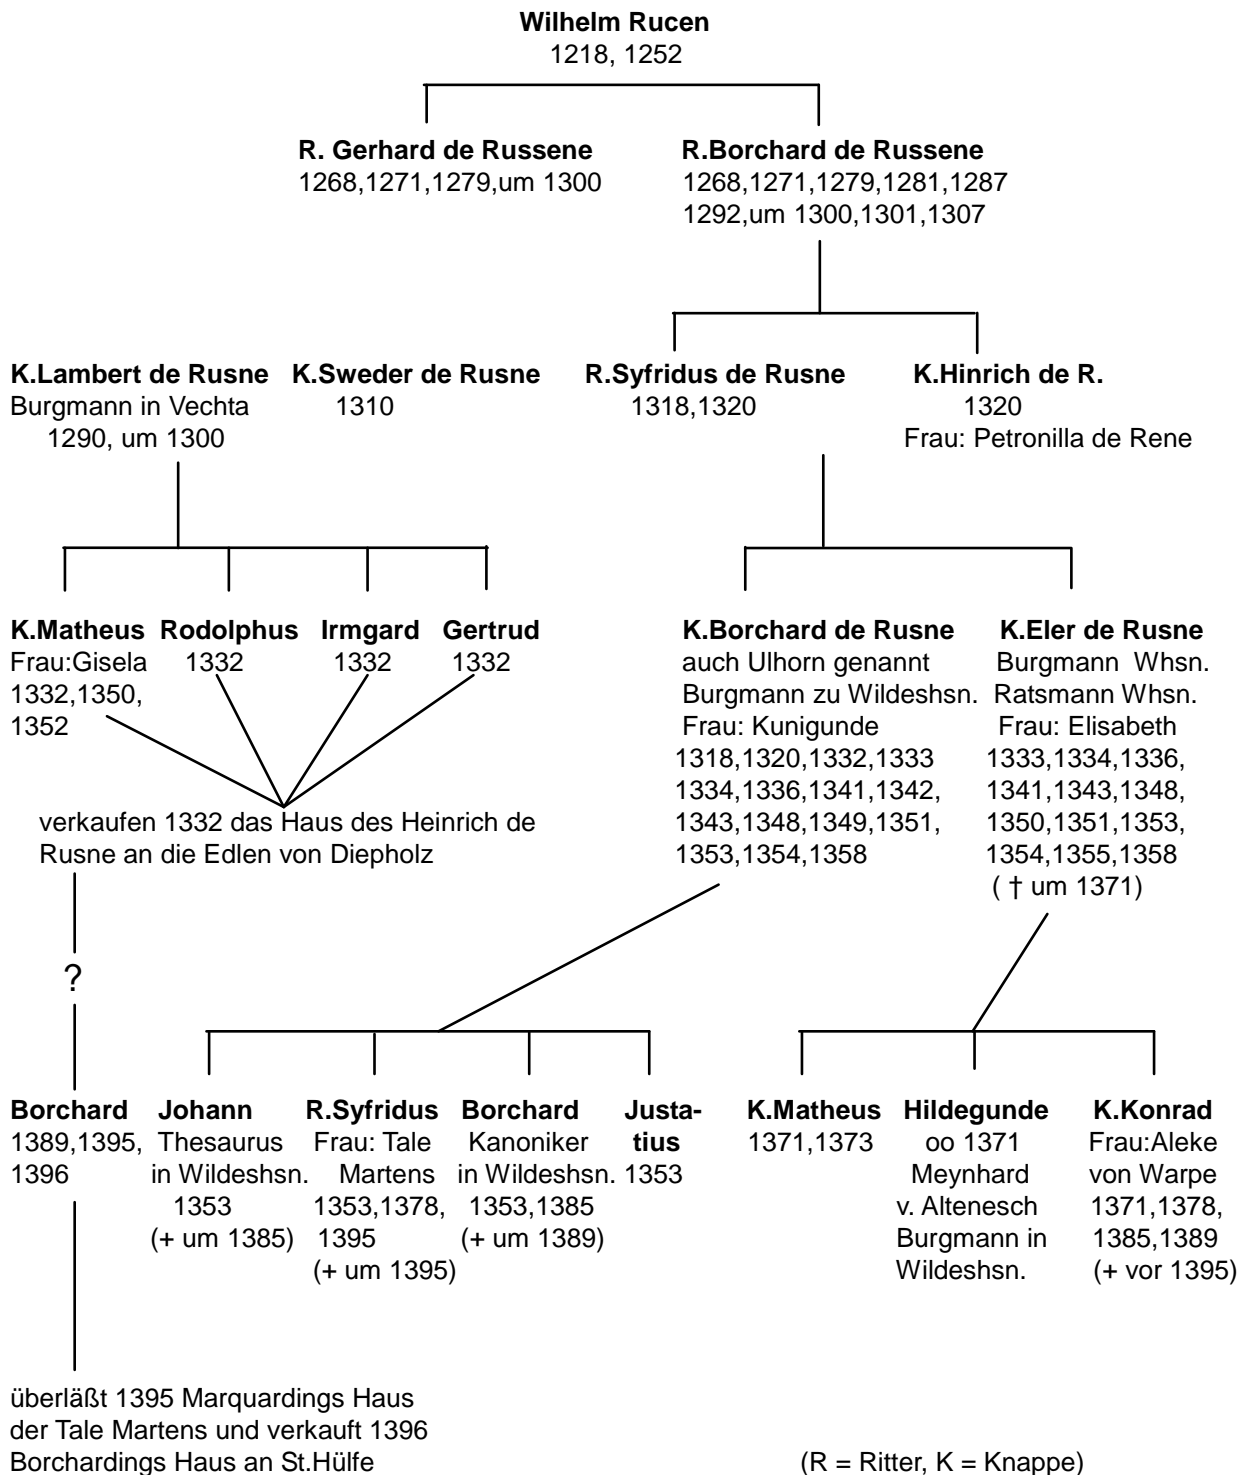 Wilhelm Rucen
1218, 1252
R. Gerhard de Russene
1268,1271,1279,um 1300
R.Borchard de Russene
1268,1271,1279,1281,1287
1292,um 1300,1301,1307
K.Lambert de Rusne
Burgmann in Vechta
1290, um 1300
K.Sweder de Rusne
1310
R.Syfridus de Rusne
1318,1320
K.Hinrich de R.
1320
Frau: Petronilla de Rene
K.Matheus
Frau:Gisela
1332,1350,
1352
Rodolphus
1332
Irmgard
1332
Gertrud
1332
verkaufen 1332 das Haus des Heinrich de
Rusne an die Edlen von Diepholz
K.Borchard de Rusne
auch Ulhorn genannt
Burgmann zu Wildeshsn.
Frau: Kunigunde
1318,1320,1332,1333
1334,1336,1341,1342,
1343,1348,1349,1351,
1353,1354,1358
K.Eler de Rusne
Burgmann Whsn.
Ratsmann Whsn.
Frau: Elisabeth
1333,1334,1336,
1341,1343,1348,
1350,1351,1353,
1354,1355,1358
( † um 1371)
?
Borchard
1389,1395,
1396
Johann
Thesaurus
in Wildeshsn.
1353
(+ um 1385)
R.Syfridus
Frau: Tale
Martens
1353,1378,
1395
(+ um 1395)
Borchard
Kanoniker
in Wildeshsn.
1353,1385
(+ um 1389)
Justa-
tius
1353
K.Matheus
1371,1373
Hildegunde
oo 1371
Meynhard
v. Altenesch
Burgmann in
Wildeshsn.
K.Konrad
Frau:Aleke
von Warpe
1371,1378,
1385,1389
(+ vor 1395)
überläßt 1395 Marquardings Haus
der Tale Martens und verkauft 1396
Borchardings Haus an St.Hülfe
(R = Ritter, K = Knappe)